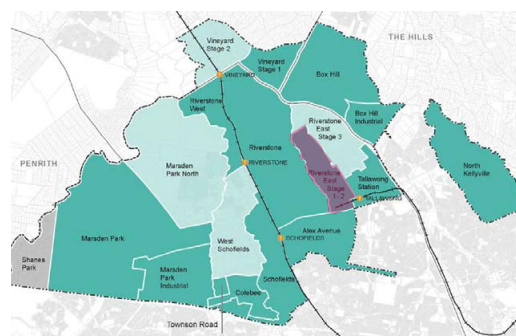 Vineyard
Stage 2
THE HILLS
Vineyard
Stage 1
VINEYARD
Box Hill
Riverstone
West
Box Hill
Industrial
Riverstone
East
Stage 3
Riverstone
RIVERSTONE
PENRITH
Marsden
Park North
Riverstone
East Stage
1 - 2
Tallawong
Station
TALLAWONG
North
Kellyville
Marsden Park
West
Schofields
SCHOFIELDS
Alex Avenue
Shanes
Park
Marsden
Park
Industrial
Schofields
Colebee
Townson Road